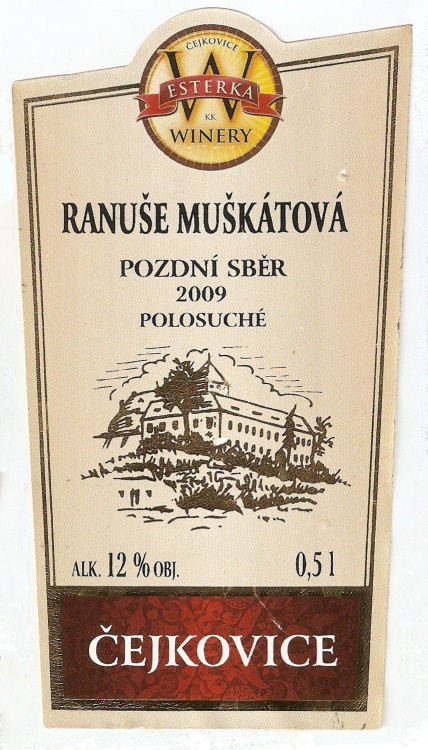 ČEJKOVICE
W
ESTERKA
KK
WINERY
RANUŠE MUŠKÁTOVÁ
POZDNÍ SBĚR
2009
POLOSUCHÉ
ALK. 12 % OBJ. 0,5 l
ČEJKOVICE